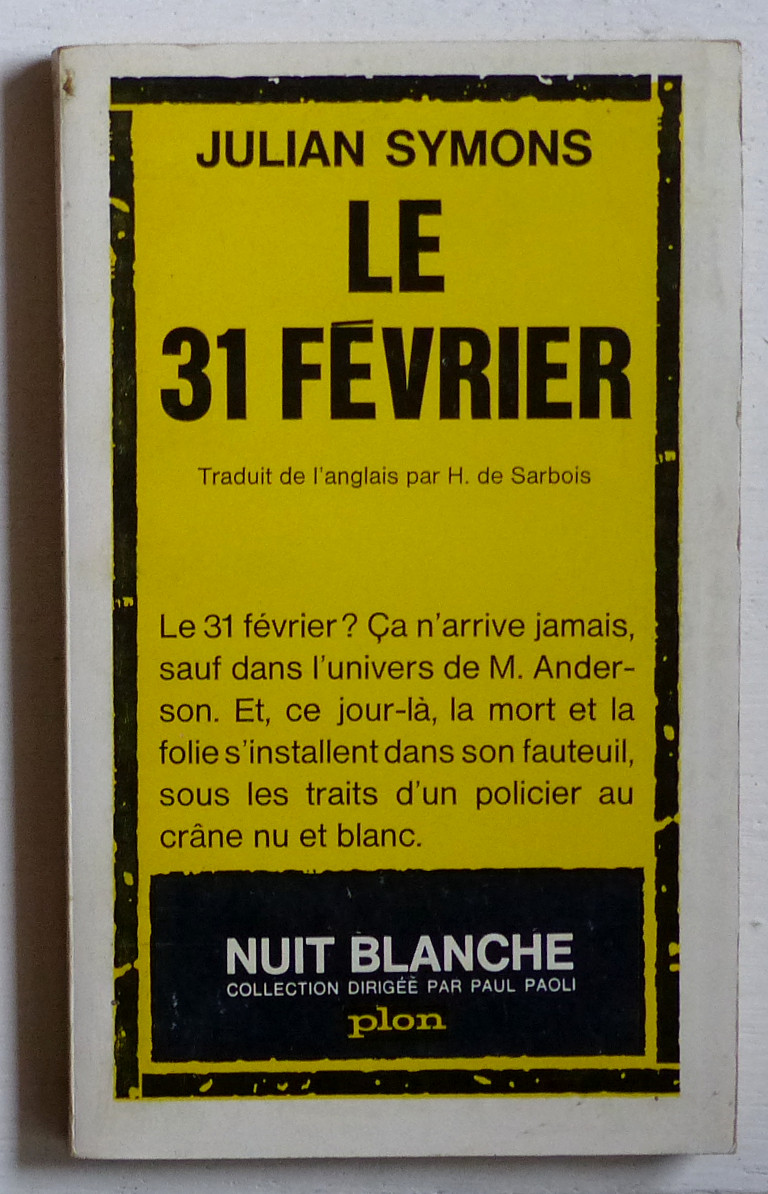 JULIAN SYMONS
LE
31 FÉVRIER
Traduit de l'anglais par H. de Sarbois
Le 31 février? Ça n'arrive jamais,
sauf dans l'univers de M. Ander-
son. Et, ce jour-là, la mort et la
folie s'installent dans son fauteuil,
sous les traits d'un policier au
crâne nu et blanc.
NUIT BLANCHE
COLLECTION DIRIGÉE PAR PAUL PAOLI
plon